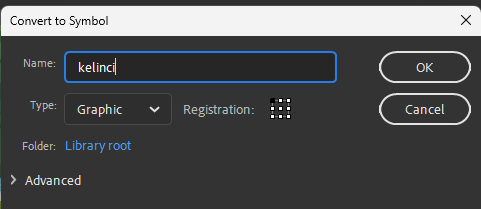 Convert to Symbol
Name: kelinci OK
Type: Graphic Registration: Cancel
Folder: Library root
Advanced